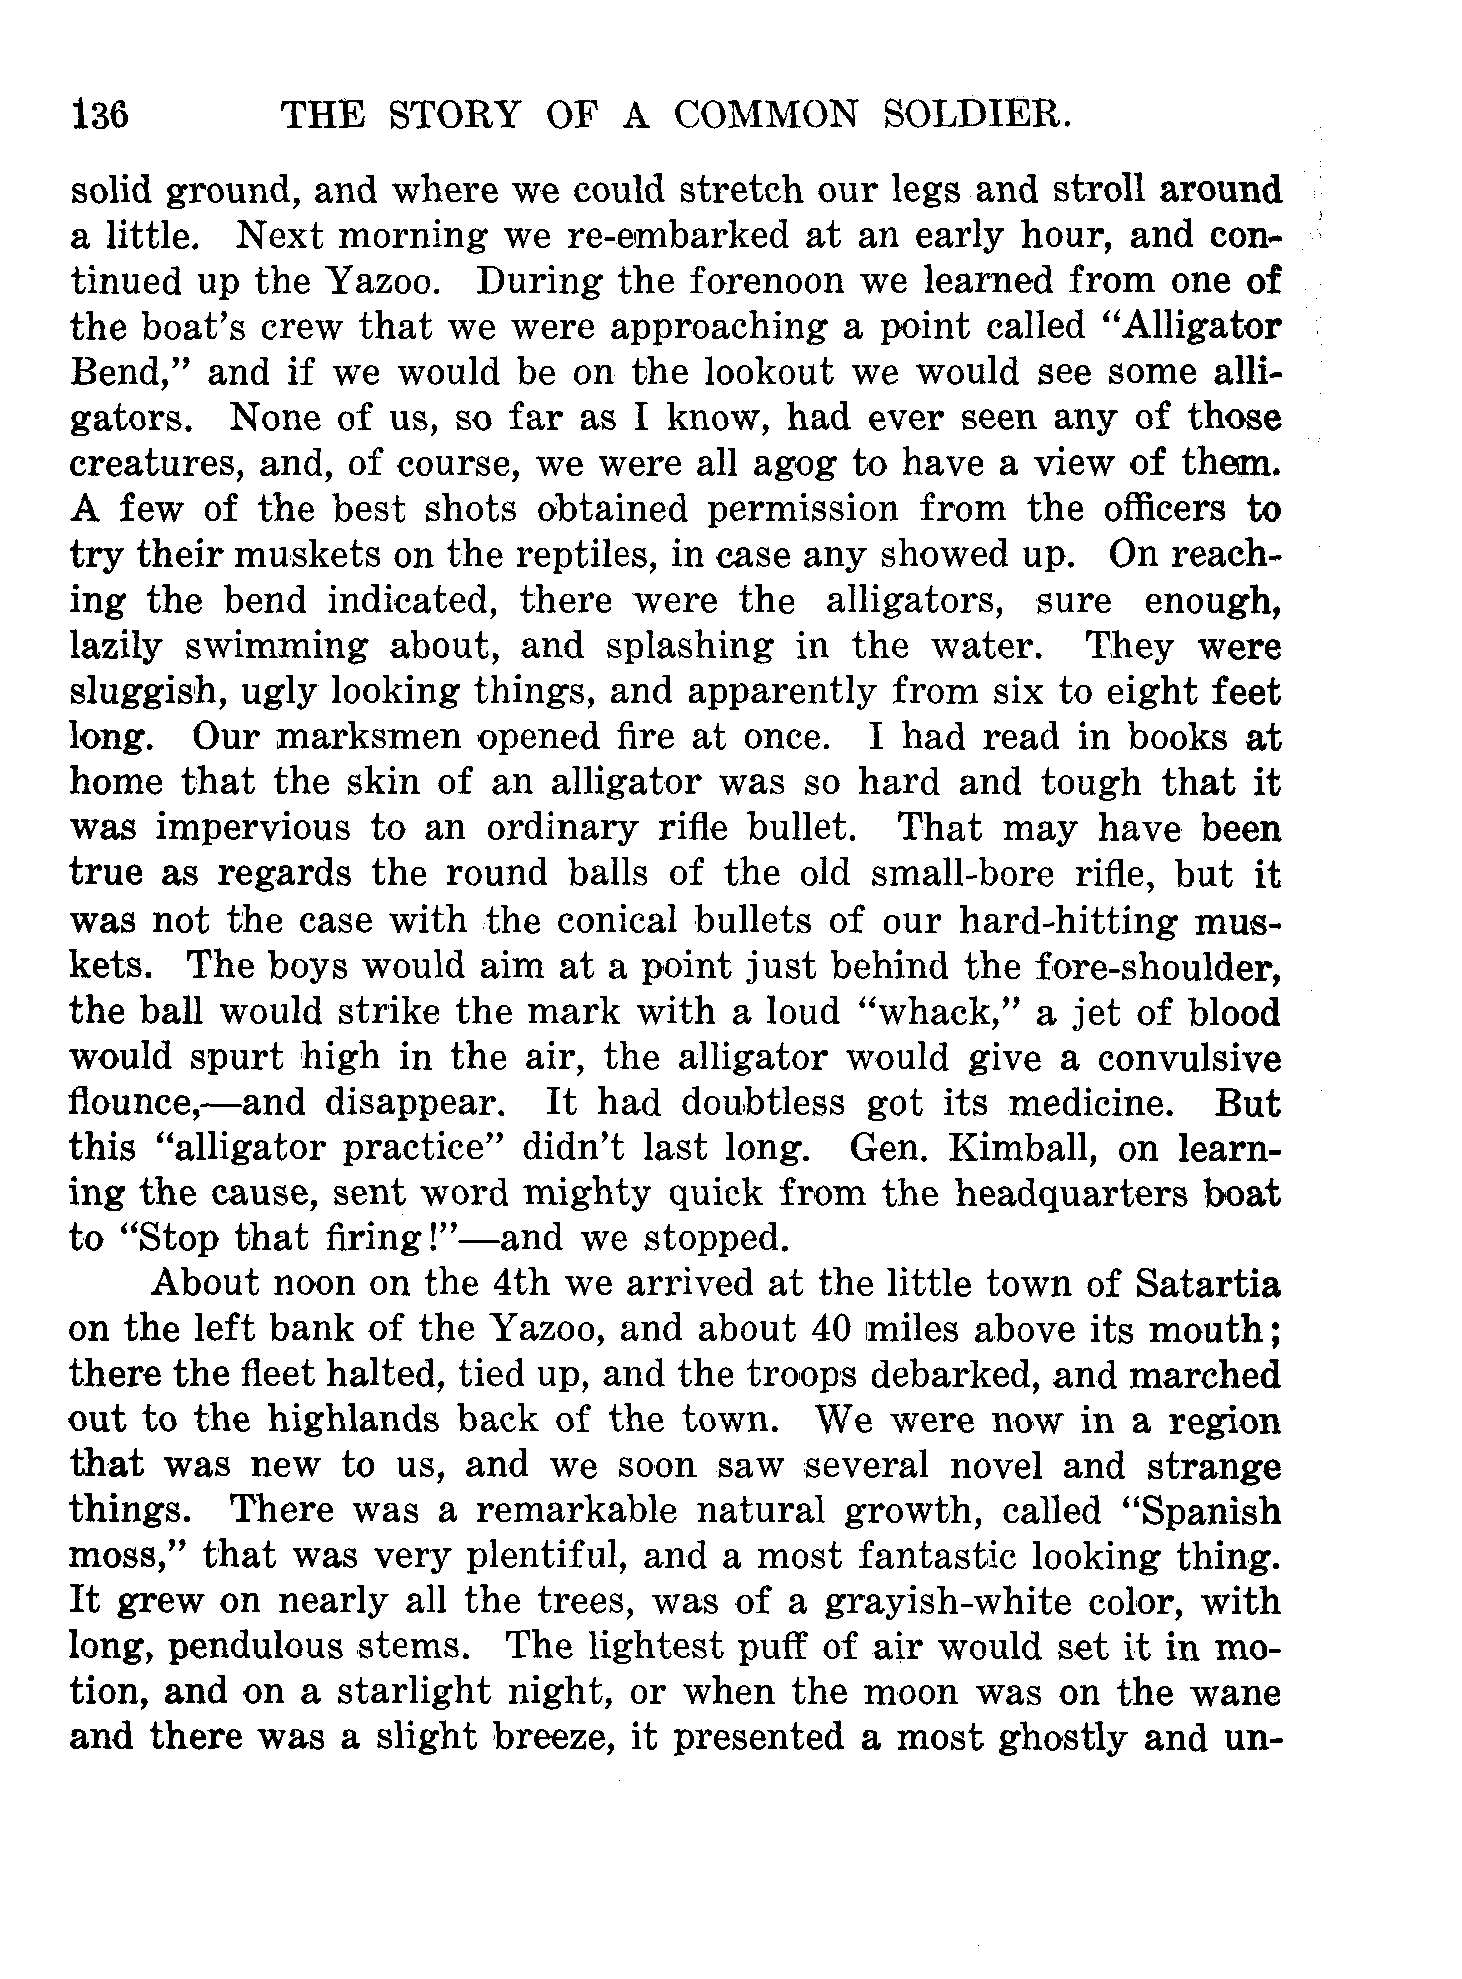 136 THE STORY OF A COMMON SOLDIER.
solid ground, and where we could stretch our legs and stroll around
a little. Next morning we re-embarked at an early hour, and con-
tinued up the Yazoo. During the forenoon we learned from one of
the boat's crew that we were approaching a point called "Alligator
Bend," and if we would be on the lookout we would see some alli-
gators. None of us, so far as I know, had ever seen any of those
creatures, and, of course, we were all agog to have a view of them.
A few of the best shots obtained permission from the officers to
try their muskets on the reptiles, in case any showed up. On reach-
ing the bend indicated, there were the alligators, sure enough,
lazily swimming about, and splashing in the water. They were
sluggish, ugly looking things, and apparently from six to eight feet
long. Our marksmen opened fire at once. I had read in books at
home that the skin of an alligator was so hard and tough that it
was impervious to an ordinary rifle bullet. That may have been
true as regards the round balls of the old small-bore rifle, but it
was not the case with the conical bullets of our hard-hitting mus-
kets. The boys would aim at a point just behind the fore-shoulder,
the ball would strike the mark with a loud "whack," a jet of blood
would spurt high in the air, the alligator would give a convulsive
flounce,—and disappear. It had doubtless got its medicine. But
this "alligator practice" didn't last long. Gen. Kimball, on learn-
ing the cause, sent word mighty quick from the headquarters boat
to "Stop that firing!"—and we stopped.
About noon on the 4th we arrived at the little town of Satartia
on the left bank of the Yazoo, and about 40 miles above its mouth;
there the fleet halted, tied up, and the troops debarked, and marched
out to the highlands back of the town. We were now in a region
that was new to us, and we soon saw several novel and strange
things. There was a remarkable natural growth, called "Spanish
moss," that was very plentiful, and a most fantastic looking thing.
It grew on nearly all the trees, was of a grayish-white color, with
long, pendulous stems. The lightest puff of air would set it in mo-
tion, and on a starlight night, or when the moon was on the wane
and there was a slight breeze, it presented a most ghostly and un-